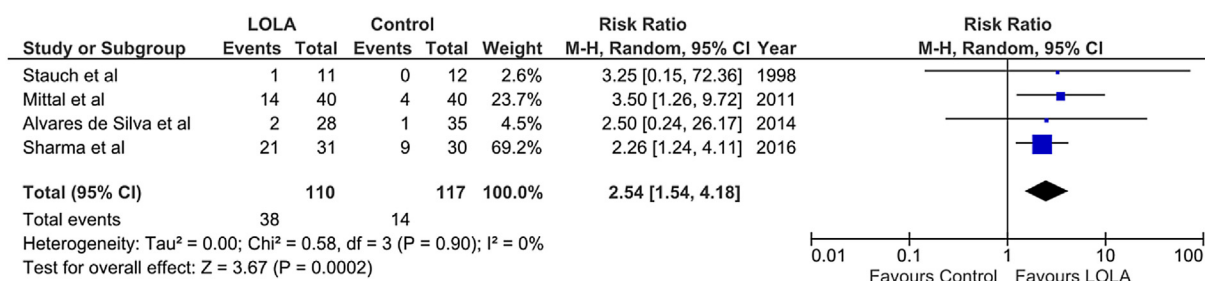 LOLA Control Risk Ratio Risk Ratio
Study or Subgroup Events Total Events Total Weight M-H, Random, 95% CI Year M-H, Random, 95% CI
Stauch et al 1 11 0 12 2.6% 3.25 [0.15, 72.36] 1998
Mittal et al 14 40 4 40 23.7% 3.50 [1.26, 9.72] 2011
Alvares de Silva et al 2 28 1 35 4.5% 2.50 [0.24, 26.17] 2014
Sharma et al 21 31 9 30 69.2% 2.26 [1.24, 4.11] 2016
Total (95% CI) 110 117 100.0% 2.54 [1.54, 4.18]
Total events 38 14
Heterogeneity: Tau² = 0.00; Chi² = 0.58, df = 3 (P = 0.90); I² = 0%
Test for overall effect: Z = 3.67 (P = 0.0002)
0.01 0.1 1 10 100
Favours Control Favours LOLA